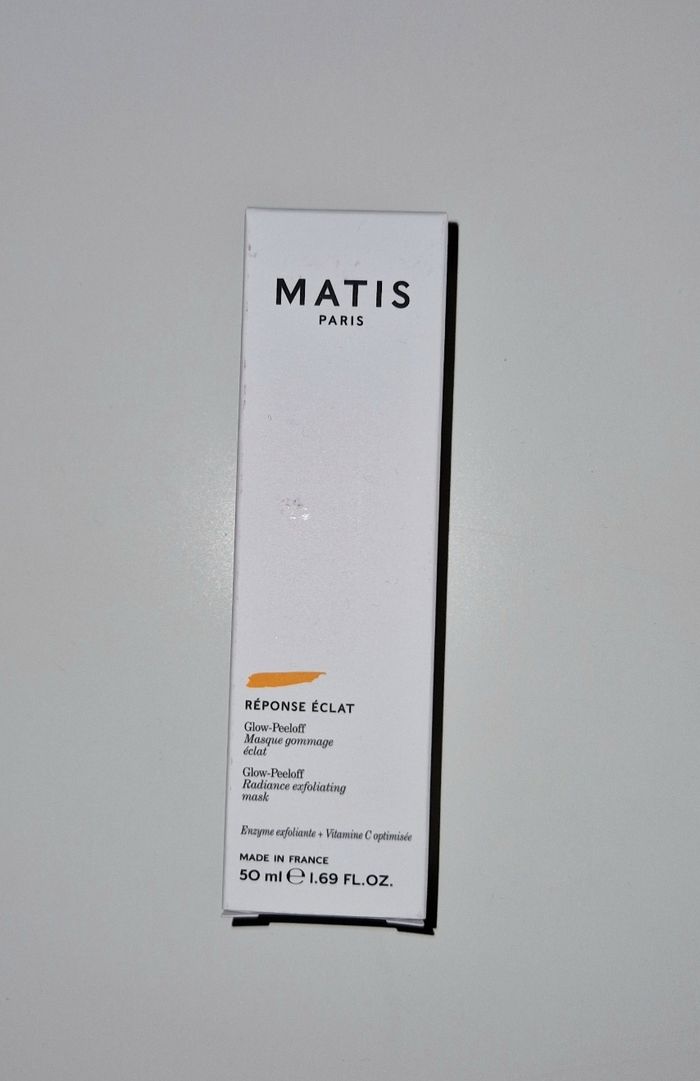 MATIS
PARIS
RÉPONSE ÉCLAT
Glow-Peeloff
Masque gommage
éclat
Glow-Peeloff
Radiance exfoliating
mask
Enzyme exfoliante + Vitamine C optimisée
MADE IN FRANCE
50 ml ℮ 1.69 FL.OZ.